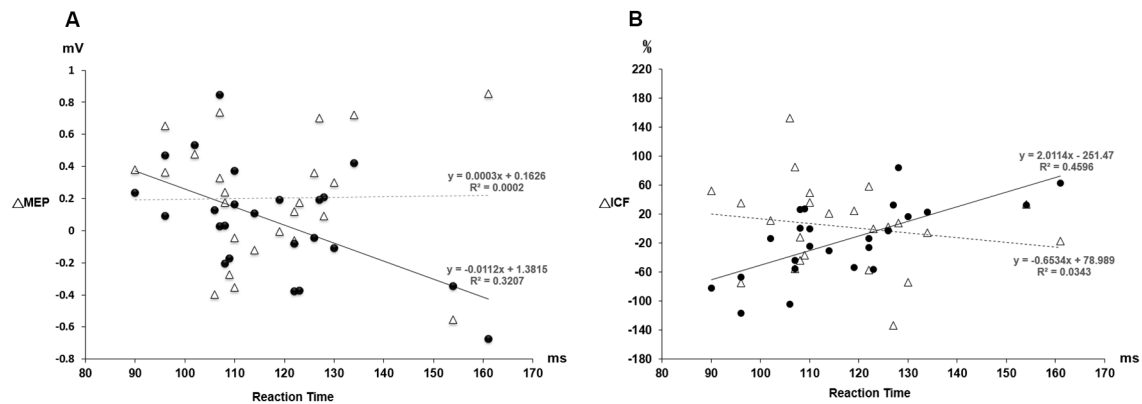 A
mV
1
0.8
0.6
0.4
0.2
0
-0.2
-0.4
-0.6
-0.8
△MEP
y = 0.0003x + 0.1626
R² = 0.0002
y = -0.0112x + 1.3815
R² = 0.3207
80 90 100 110 120 130 140 150 160 170
ms
Reaction Time
B
%
220
180
140
100
60
20
-20
-60
-100
-140
-180
△ICF
y = 2.0114x - 251.47
R² = 0.4596
y = -0.6534x + 78.989
R² = 0.0343
80 90 100 110 120 130 140 150 160 170
ms
Reaction Time